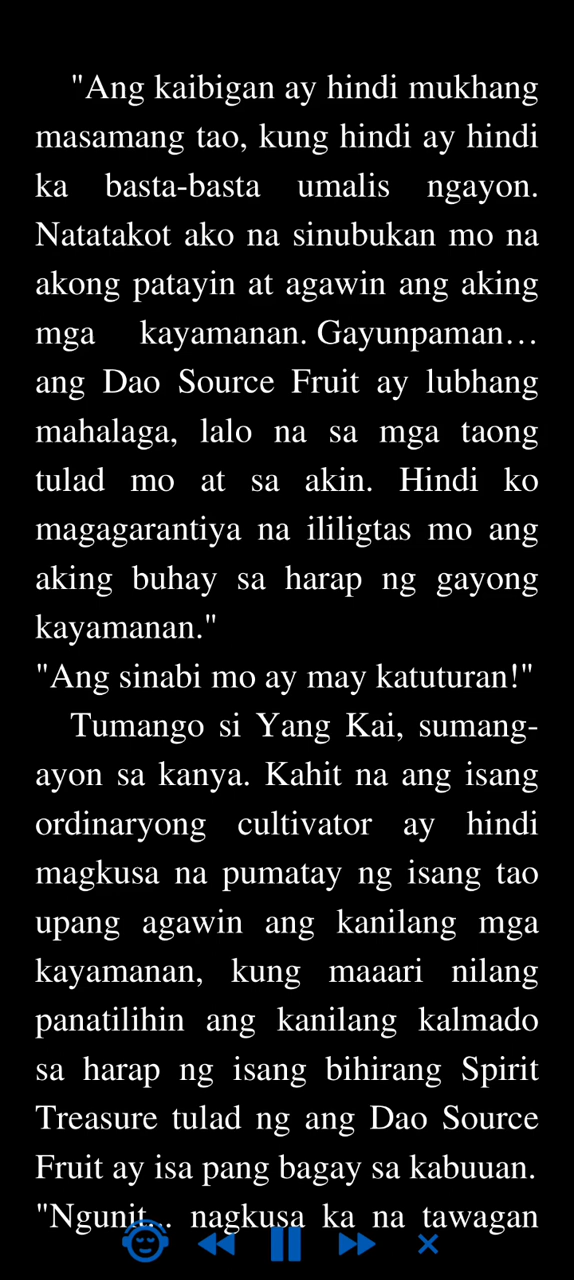 "Ang kaibigan ay hindi mukhang
masamang tao, kung hindi ay hindi
ka basta-basta umalis ngayon.
Natatakot ako na sinubukan mo na
akong patayin at agawin ang aking
mga kayamanan. Gayunpaman…
ang Dao Source Fruit ay lubhang
mahalaga, lalo na sa mga taong
tulad mo at sa akin. Hindi ko
magagarantiya na ililigtas mo ang
aking buhay sa harap ng gayong
kayamanan."
"Ang sinabi mo ay may katuturan!"
Tumango si Yang Kai, sumang-
ayon sa kanya. Kahit na ang isang
ordinaryong cultivator ay hindi
magkusa na pumatay ng isang tao
upang agawin ang kanilang mga
kayamanan, kung maaari nilang
panatilihin ang kanilang kalmado
sa harap ng isang bihirang Spirit
Treasure tulad ng ang Dao Source
Fruit ay isa pang bagay sa kabuuan.
"Ngunit... nagkusa ka na tawagan